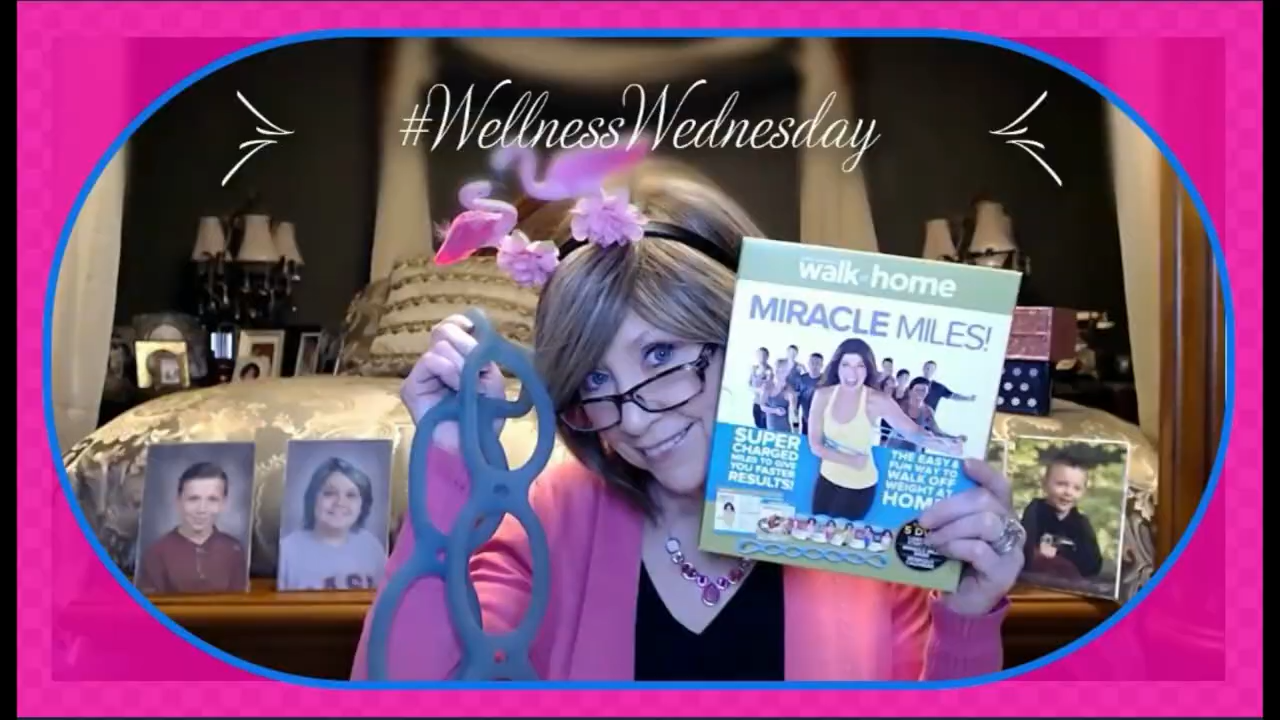 #WellnessWednesday
walk at home
MIRACLE MILES!
SUPER
CHARGED
MILES TO GIVE
YOU FASTER
RESULTS!
THE EASY &
FUN WAY TO
WALK OFF
WEIGHT AT
HOM